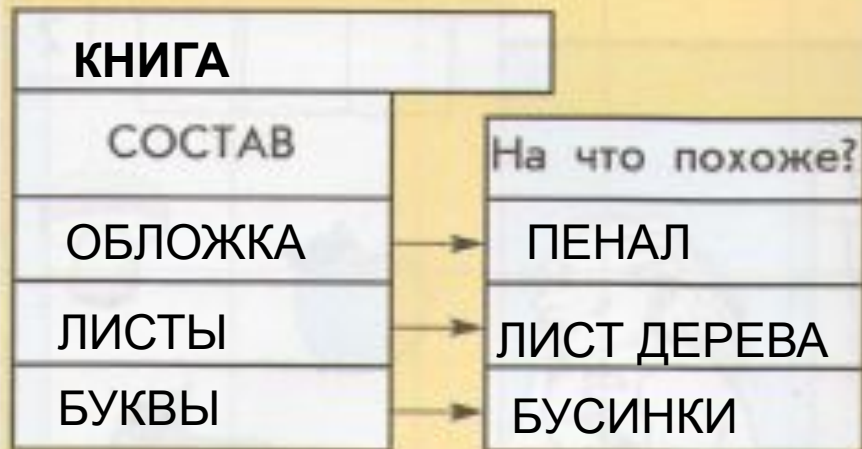 КНИГА
СОСТАВ
На что похоже?
ОБЛОЖКА
ПЕНАЛ
ЛИСТЫ
ЛИСТ ДЕРЕВА
БУКВЫ
БУСИНКИ